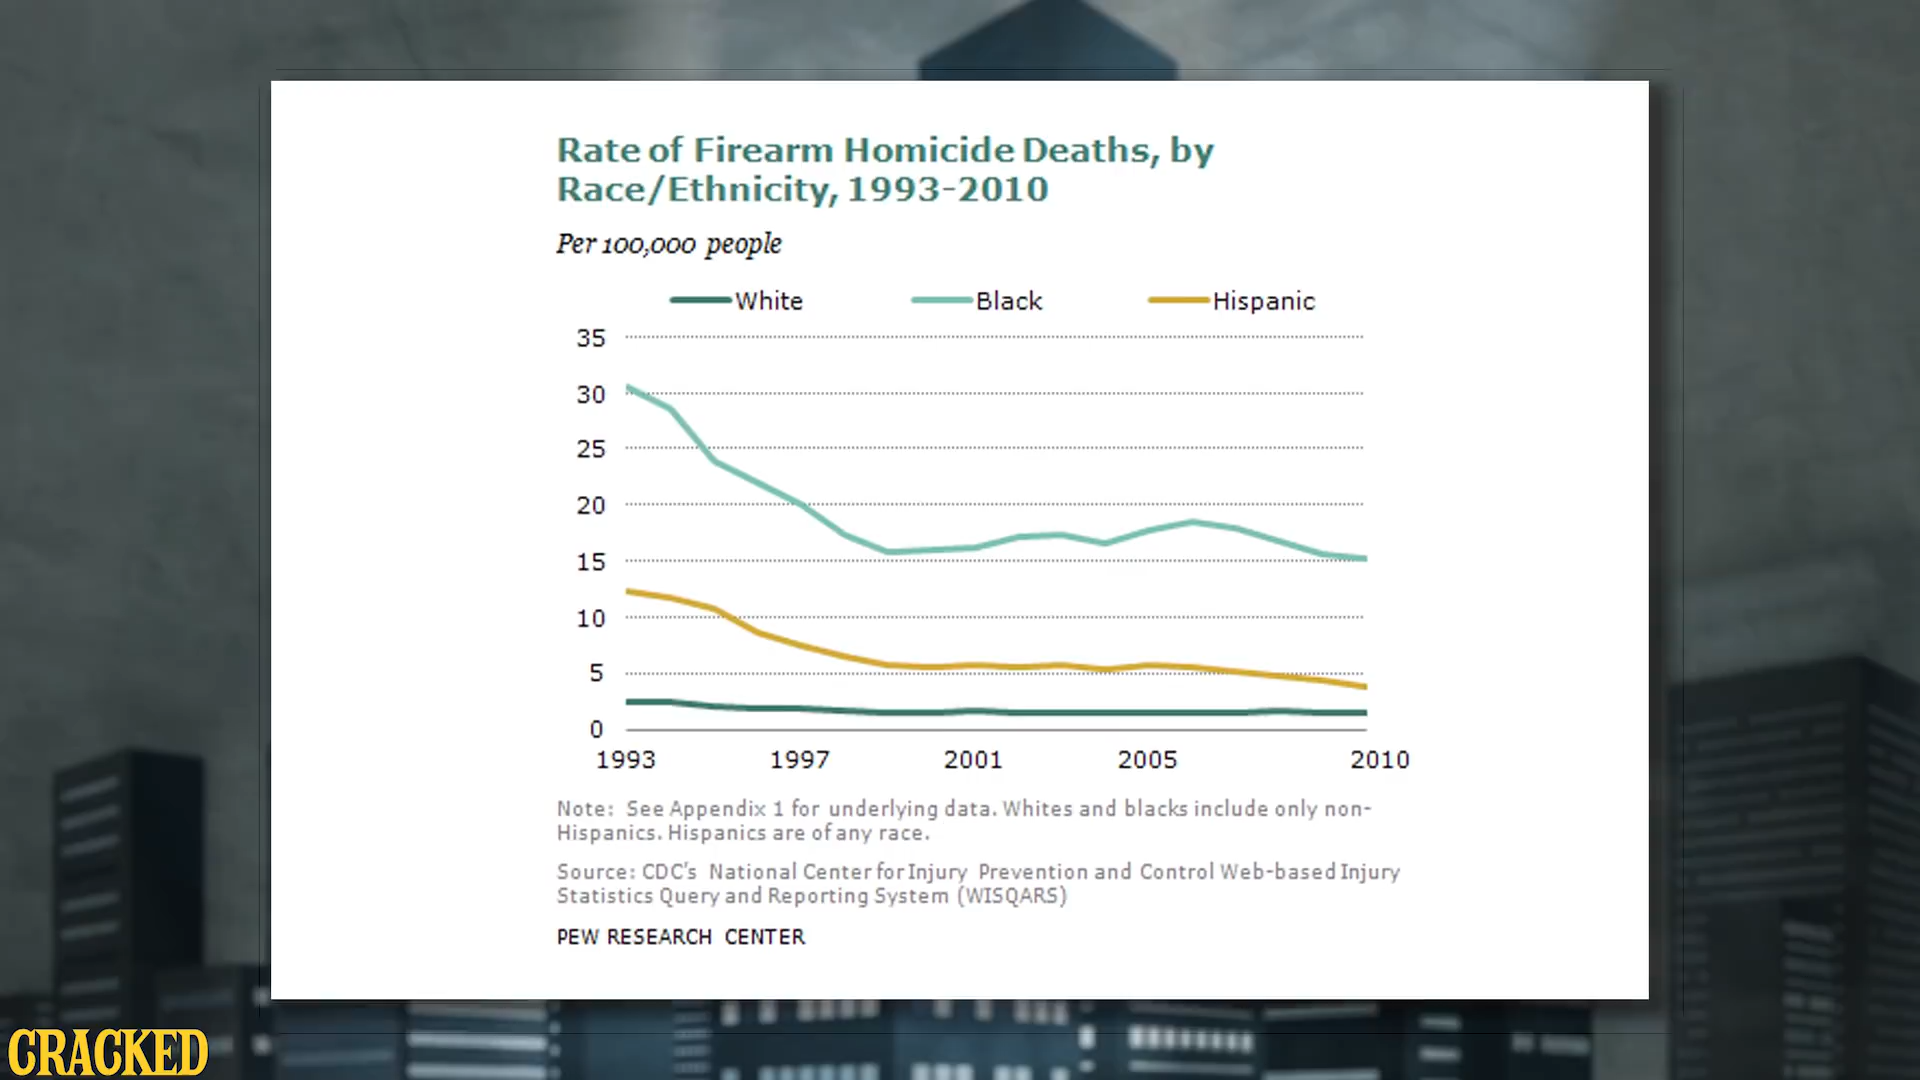 Rate of Firearm Homicide Deaths, by
Race/Ethnicity, 1993-2010
Per 100,000 people
White Black Hispanic
35
30
25
20
15
10
5
0
1993 1997 2001 2005 2010
Note: See Appendix 1 for underlying data. Whites and blacks include only non-
Hispanics. Hispanics are of any race.
Source: CDC's National Center for Injury Prevention and Control Web-based Injury
Statistics Query and Reporting System (WISQARS)
PEW RESEARCH CENTER
CRACKED